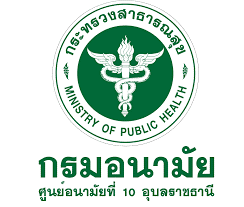 กระทรวงสาธารณสุข
MINISTRY OF PUBLIC HEALTH
กรมอนามัย
ศูนย์อนามัยที่ 10 อุบลราชธานี